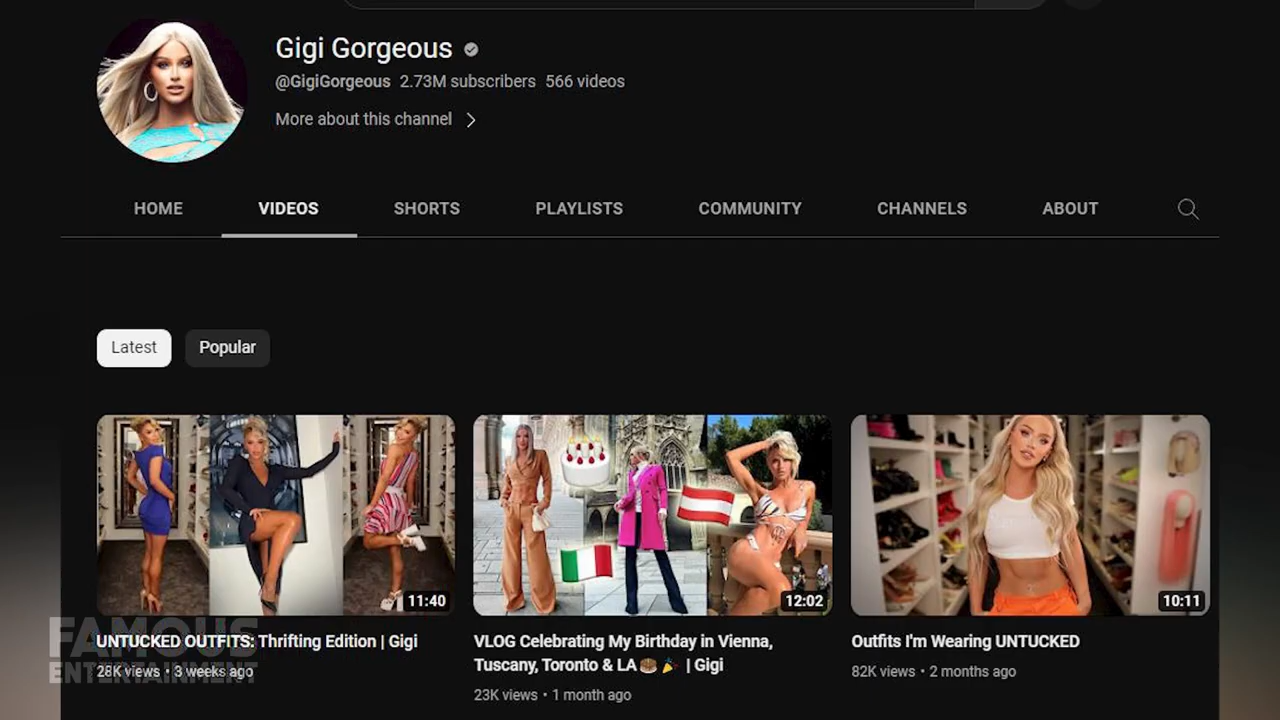 Gigi Gorgeous
@GigiGorgeous 2.73M subscribers 566 videos
More about this channel
HOME VIDEOS SHORTS PLAYLISTS COMMUNITY CHANNELS ABOUT
Latest Popular
11:40 12:02 10:11
UNTUCKED OUTFITS: Thrifting Edition | Gigi
28K views • 3 weeks ago
VLOG Celebrating My Birthday in Vienna,
Tuscany, Toronto & LA🎂🎉 | Gigi
23K views • 1 month ago
Outfits I'm Wearing UNTUCKED
82K views • 2 months ago
FAMOUS
ENTERTAINMENT